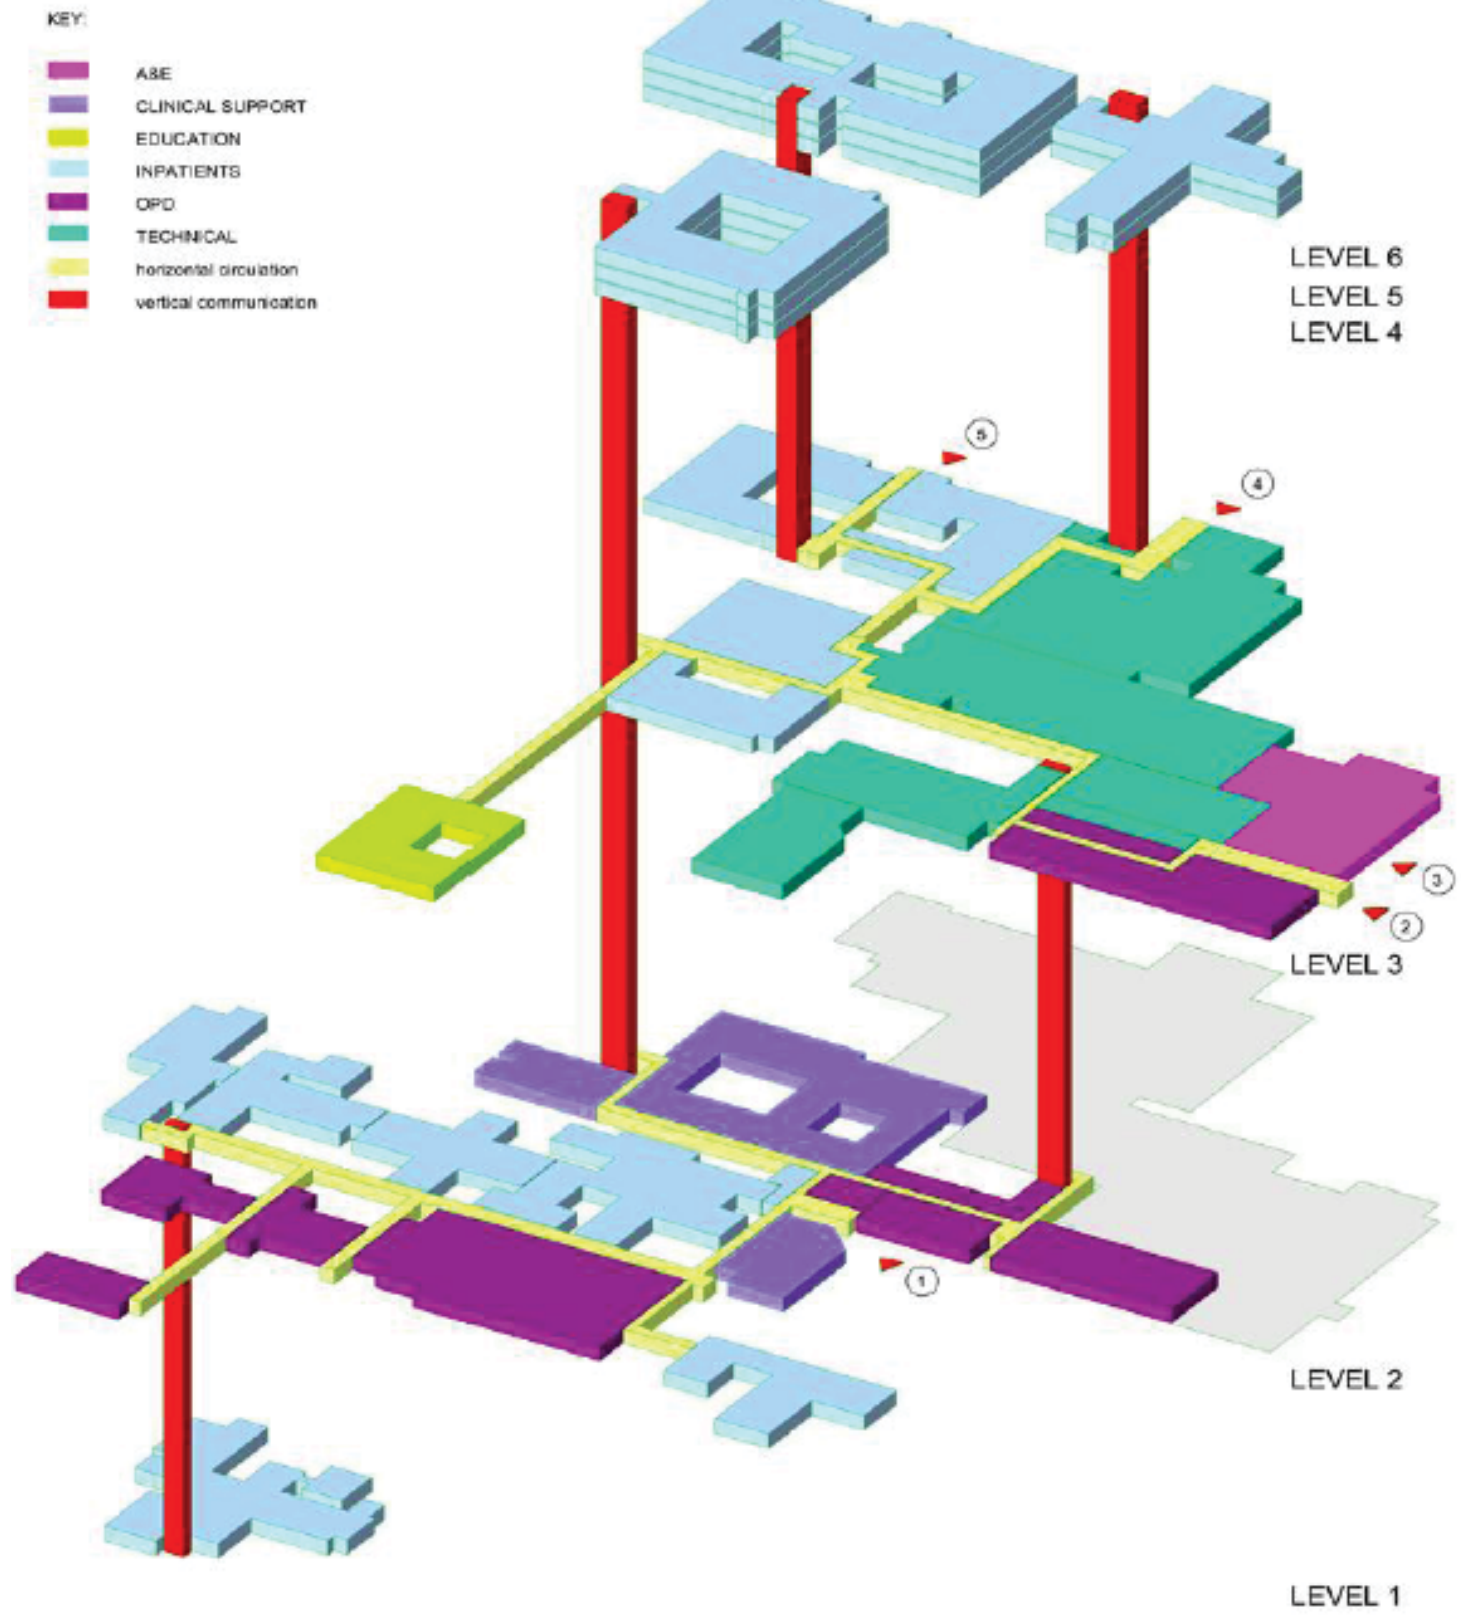 KEY:
A&E
CLINICAL SUPPORT
EDUCATION
INPATIENTS
OPD
TECHNICAL
horizontal circulation
vertical communication
LEVEL 6
LEVEL 5
LEVEL 4
5
4
3
2
LEVEL 3
1
LEVEL 2
LEVEL 1